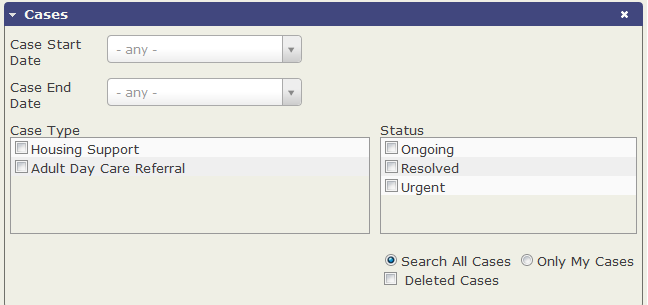 Cases
Case Start
Date
- any -
Case End
Date
- any -
Case Type
Status
Housing Support
Adult Day Care Referral
Ongoing
Resolved
Urgent
Search All Cases
Only My Cases
Deleted Cases